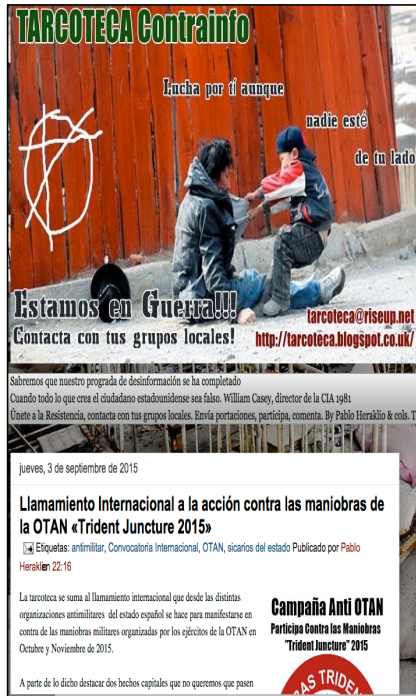 TARCOTECA Contrainfo
Lucha por tí aunque
nadie esté
de tu lado
Estamos en Guerra!!!
Contacta con tus grupos locales!
tarcoteca@riseup.net
http://tarcoteca.blogspot.co.uk/
Sabremos que nuestro prograda de desinformación se ha completado
Cuando todo lo que crea el ciudadano estadounidense sea falso. William Casey, director de la CIA 1981
Únete a la Resistencia, contacta con tus grupos locales. Envía portaciones, participa, comenta. By Pablo Heraklio & cols. T
jueves, 3 de septiembre de 2015
Llamamiento Internacional a la acción contra las maniobras de
la OTAN «Trident Juncture 2015»
Etiquetas: antimilitar, Convocatoria Internacional, OTAN, sicarios del estado Publicado por Pablo
Heraklio en 22:16
La tarcoteca se suma al llamamiento internacional que desde las distintas
organizaciones antimilitares del estado español se hace para manifestarse en
contra de las maniobras militares organizadas por los ejércitos de la OTAN en
Octubre y Noviembre de 2015.
A parte de lo dicho destacar dos hechos capitales que no queremos que pasen
Campaña Anti OTAN
Participa Contra las Maniobras
"Trident Juncture" 2015
AS TRIDEN